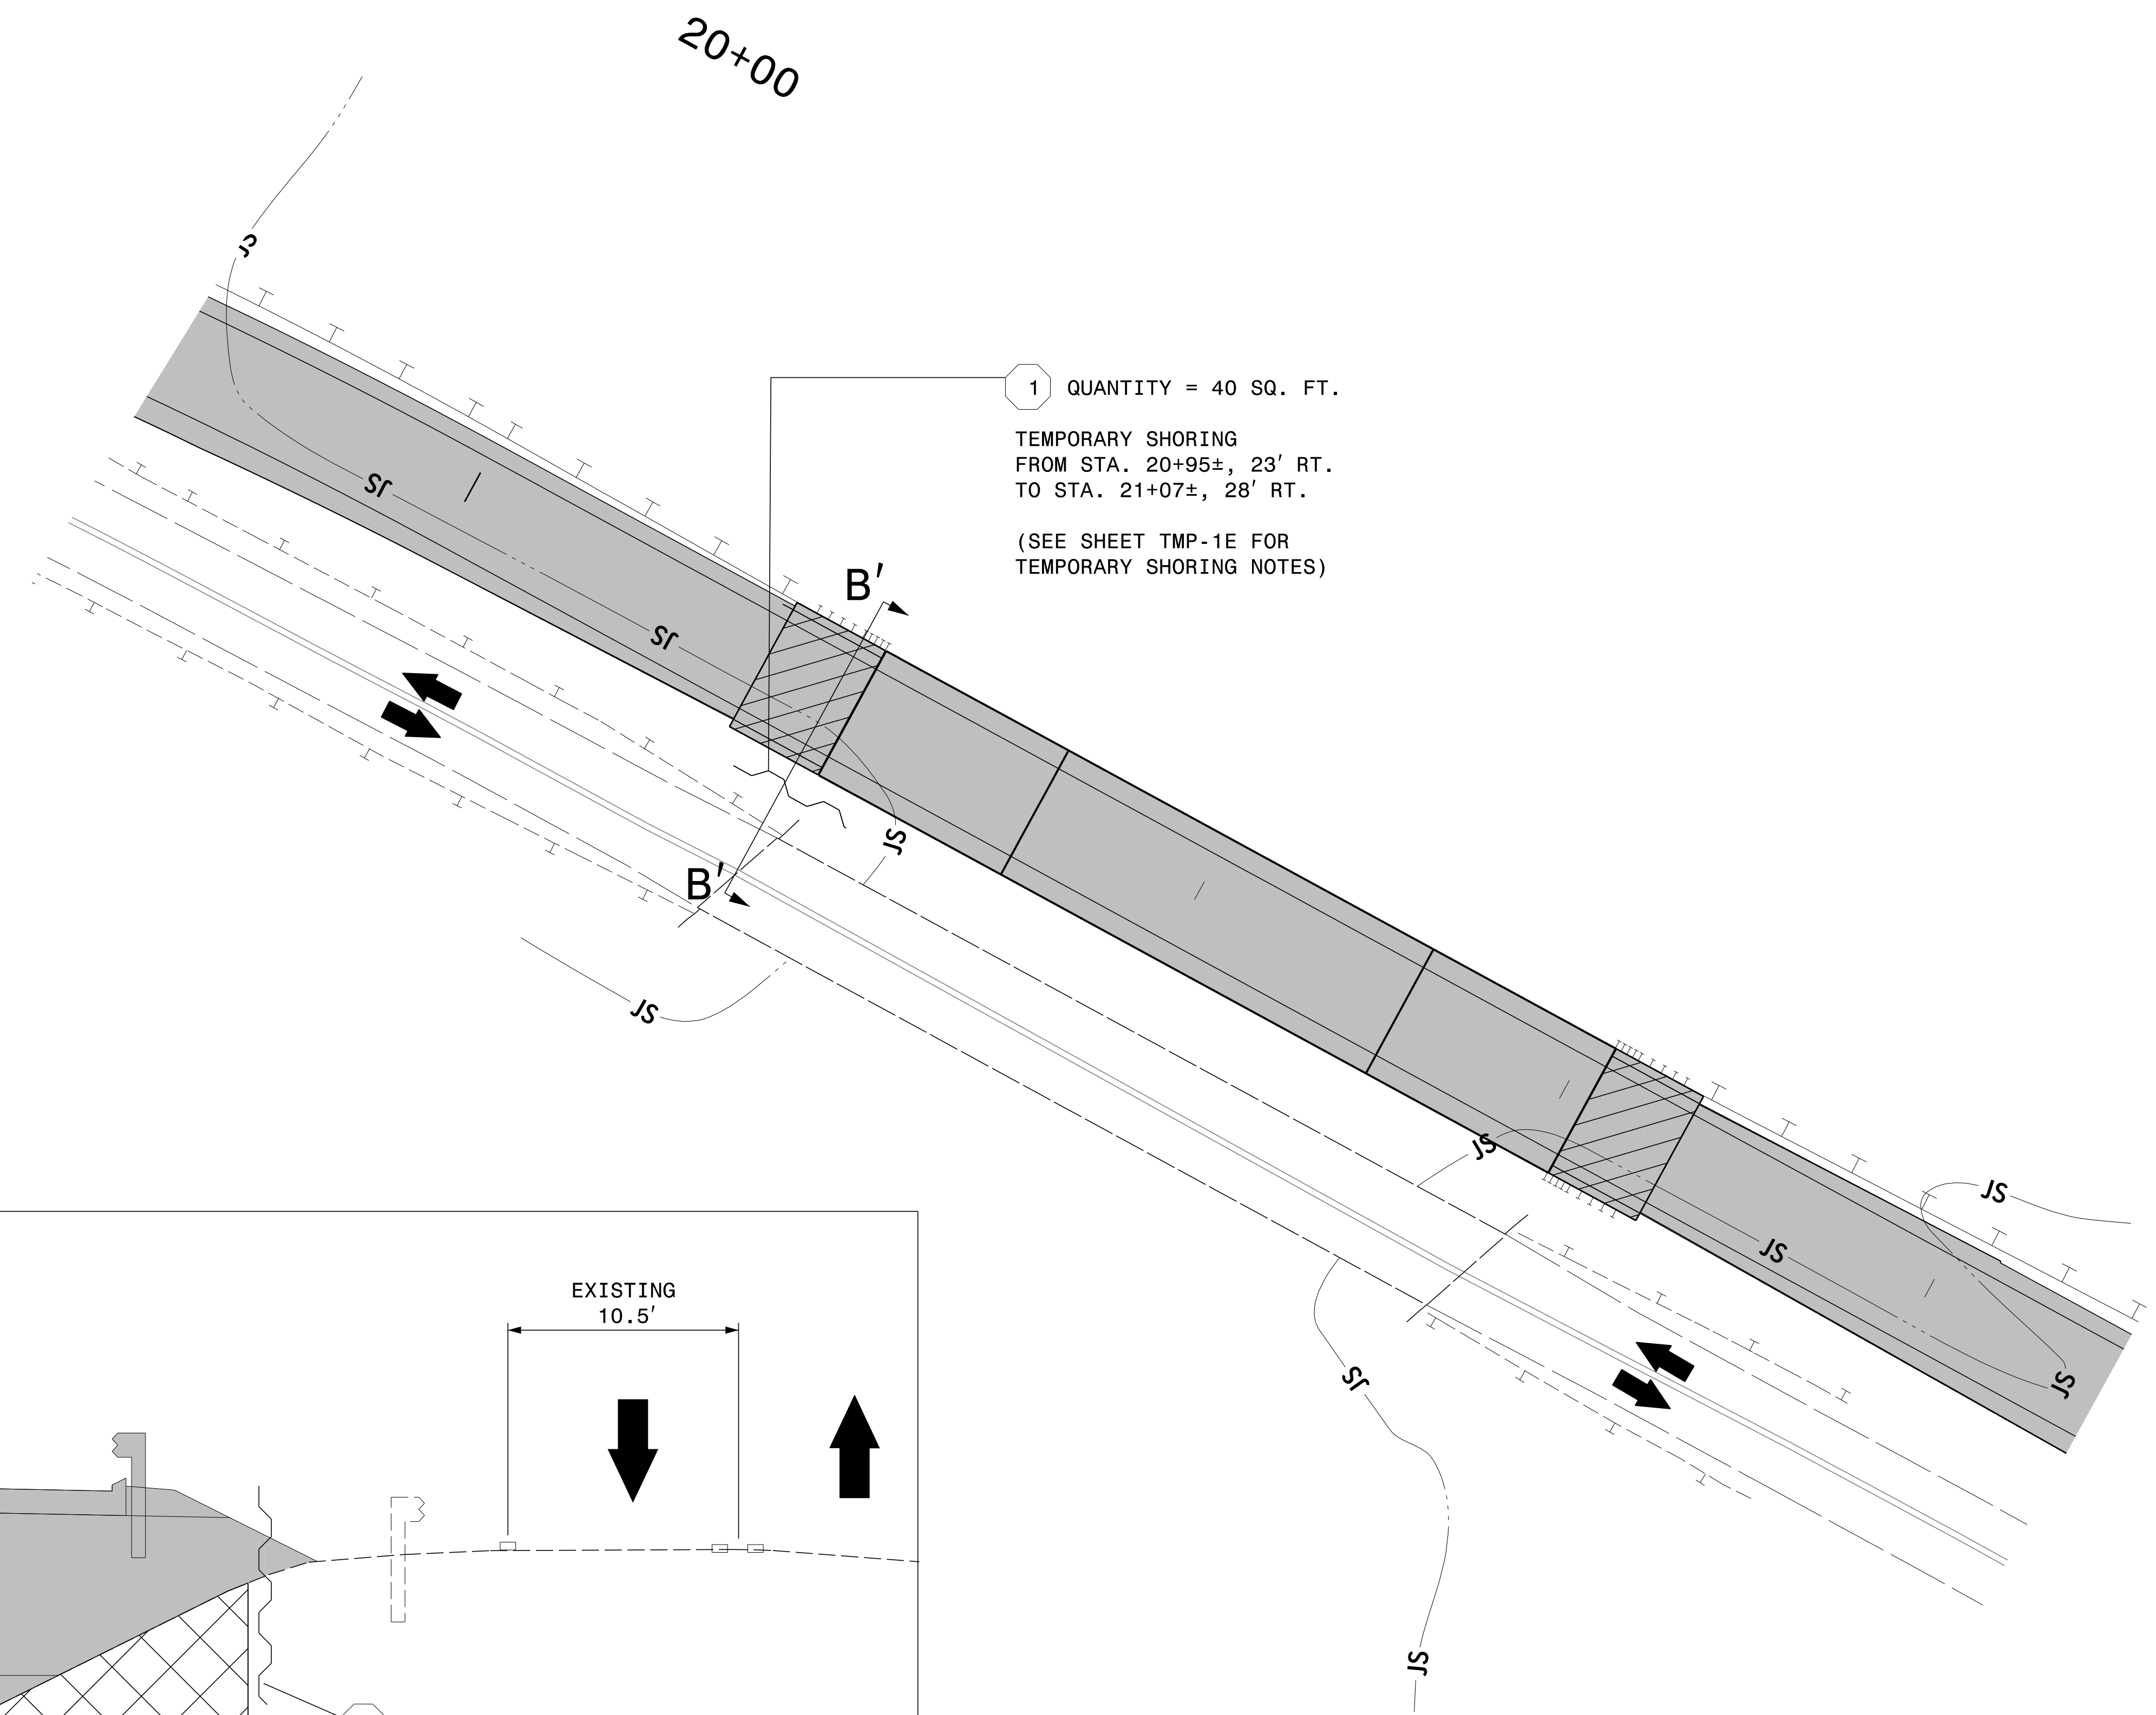 20+00
JS
1 QUANTITY = 40 SQ. FT.
TEMPORARY SHORING
FROM STA. 20+95±, 23' RT.
TO STA. 21+07±, 28' RT.
(SEE SHEET TMP-1E FOR
TEMPORARY SHORING NOTES)
JS
B'
JS
JS
B'
JS
JS
JS
JS
JS
JS
JS
EXISTING
10.5'